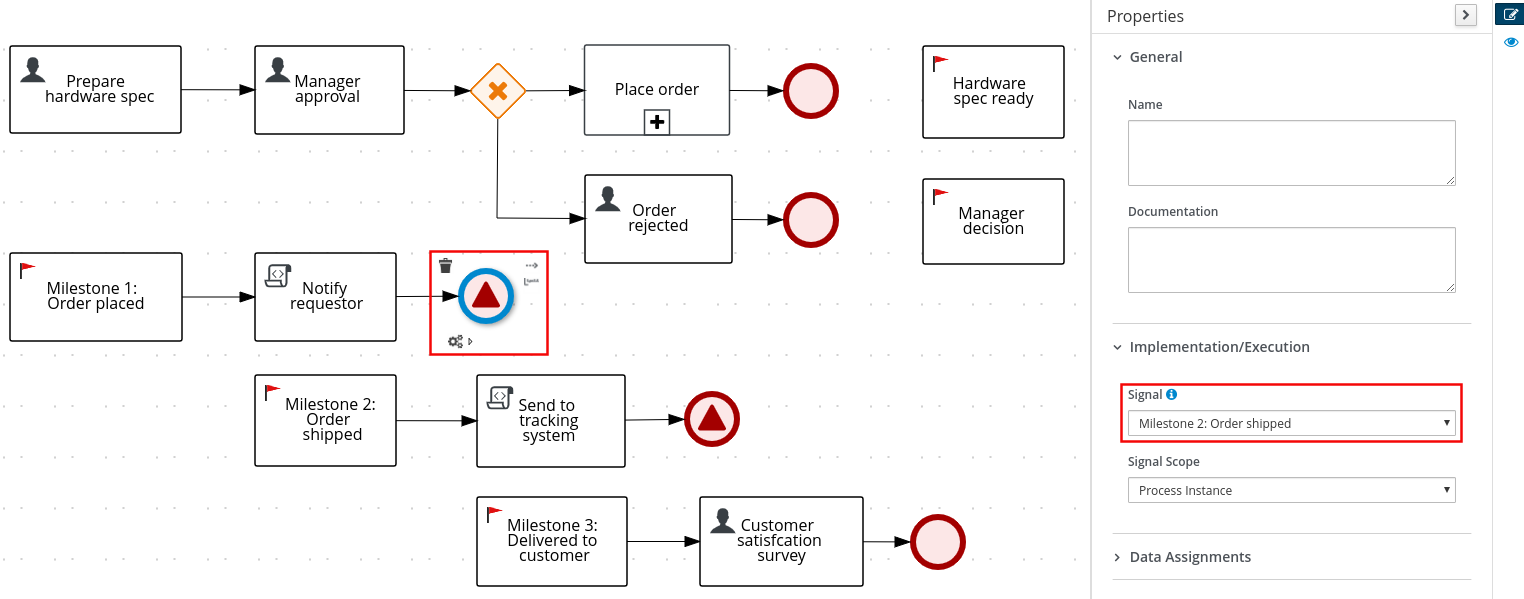 Prepare
hardware spec
Manager
approval
Place order
Hardware
spec ready
Order
rejected
Manager
decision
Milestone 1:
Order placed
Notify
requestor
Milestone 2:
Order
shipped
Send to
tracking
system
Milestone 3:
Delivered to
customer
Customer
satisfcation
survey
Properties
General
Name
Documentation
Implementation/Execution
Signal
Milestone 2: Order shipped
Signal Scope
Process Instance
Data Assignments